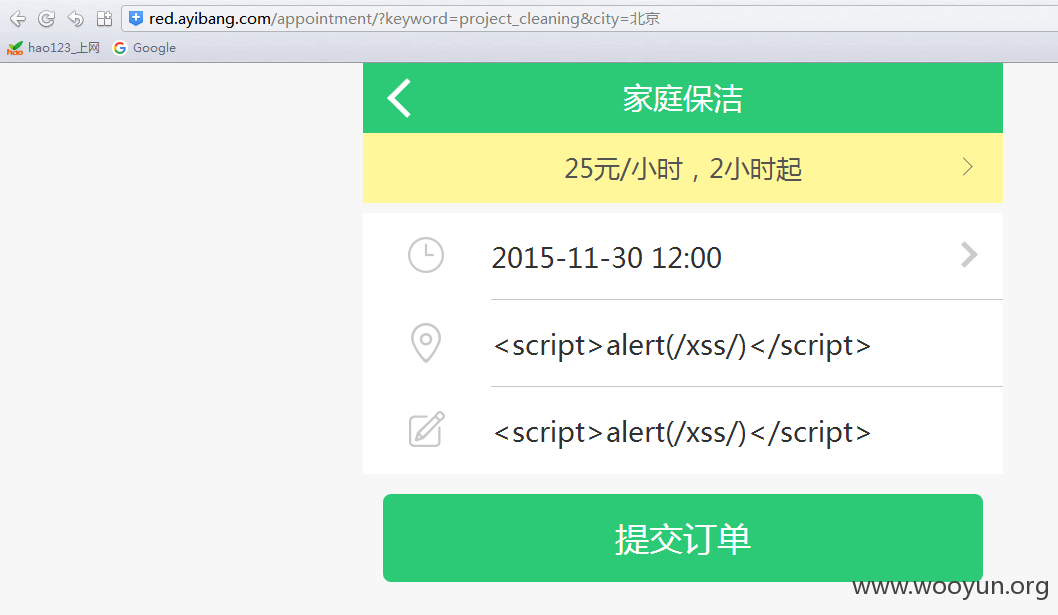 red.ayibang.com/appointment/?keyword=project_cleaning&city=北京
hao123_上网 Google
家庭保洁
25元/小时，2小时起
2015-11-30 12:00
<script>alert(/xss/)</script>
<script>alert(/xss/)</script>
提交订单
www.wooyun.org